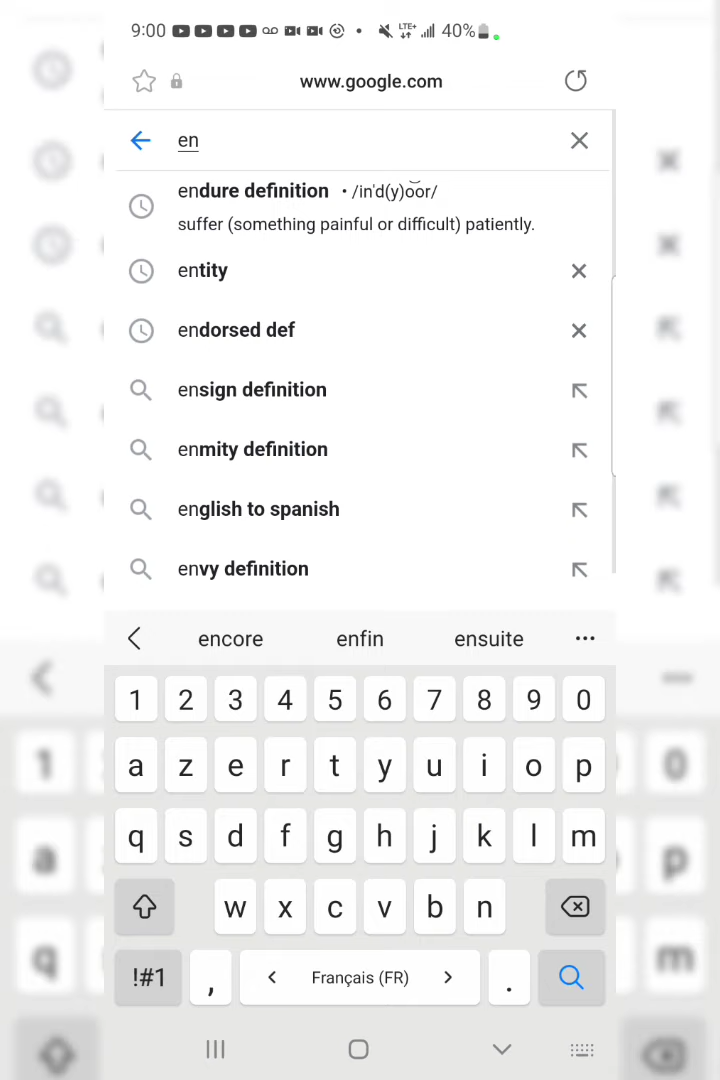 9:00 LTE+ 40%
www.google.com
en
endure definition • /in'd(y)o͝or/
suffer (something painful or difficult) patiently.
entity
endorsed def
ensign definition
enmity definition
english to spanish
envy definition
encore enfin ensuite ...
1 2 3 4 5 6 7 8 9 0
a z e r t y u i o p
q s d f g h j k l m
w x c v b n
!#1 , < Français (FR) > .